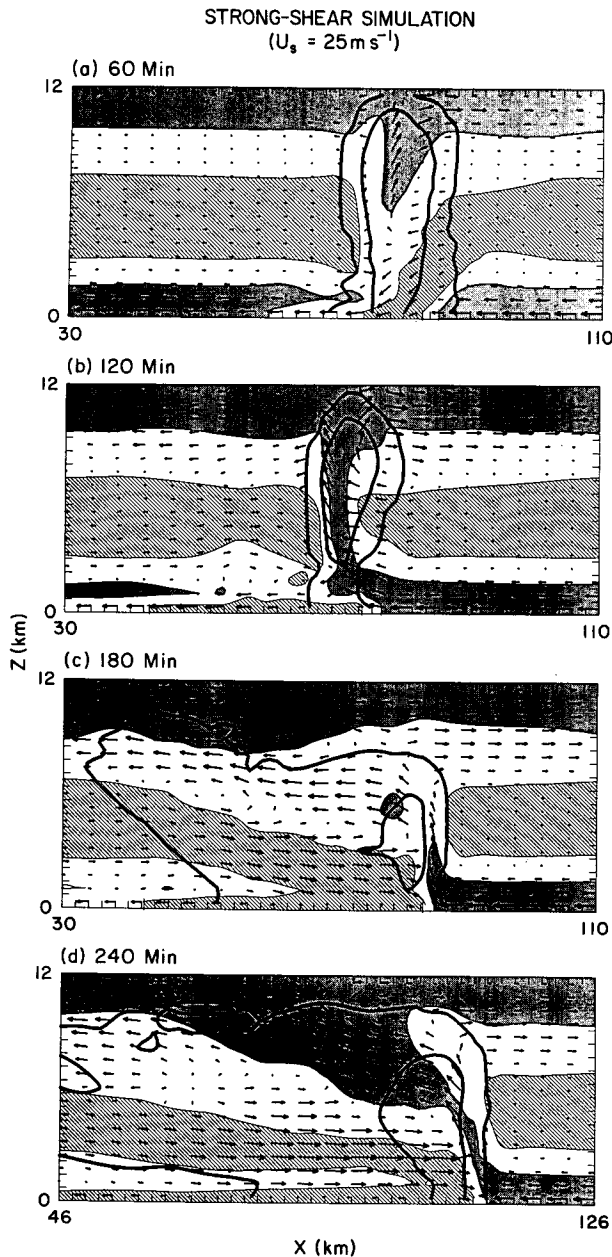 STRONG-SHEAR SIMULATION
(Us = 25 m s⁻¹)
(a) 60 Min
12
0
30
110
(b) 120 Min
12
0
30
110
Z (km)
(c) 180 Min
12
0
30
110
(d) 240 Min
12
0
46
126
X (km)